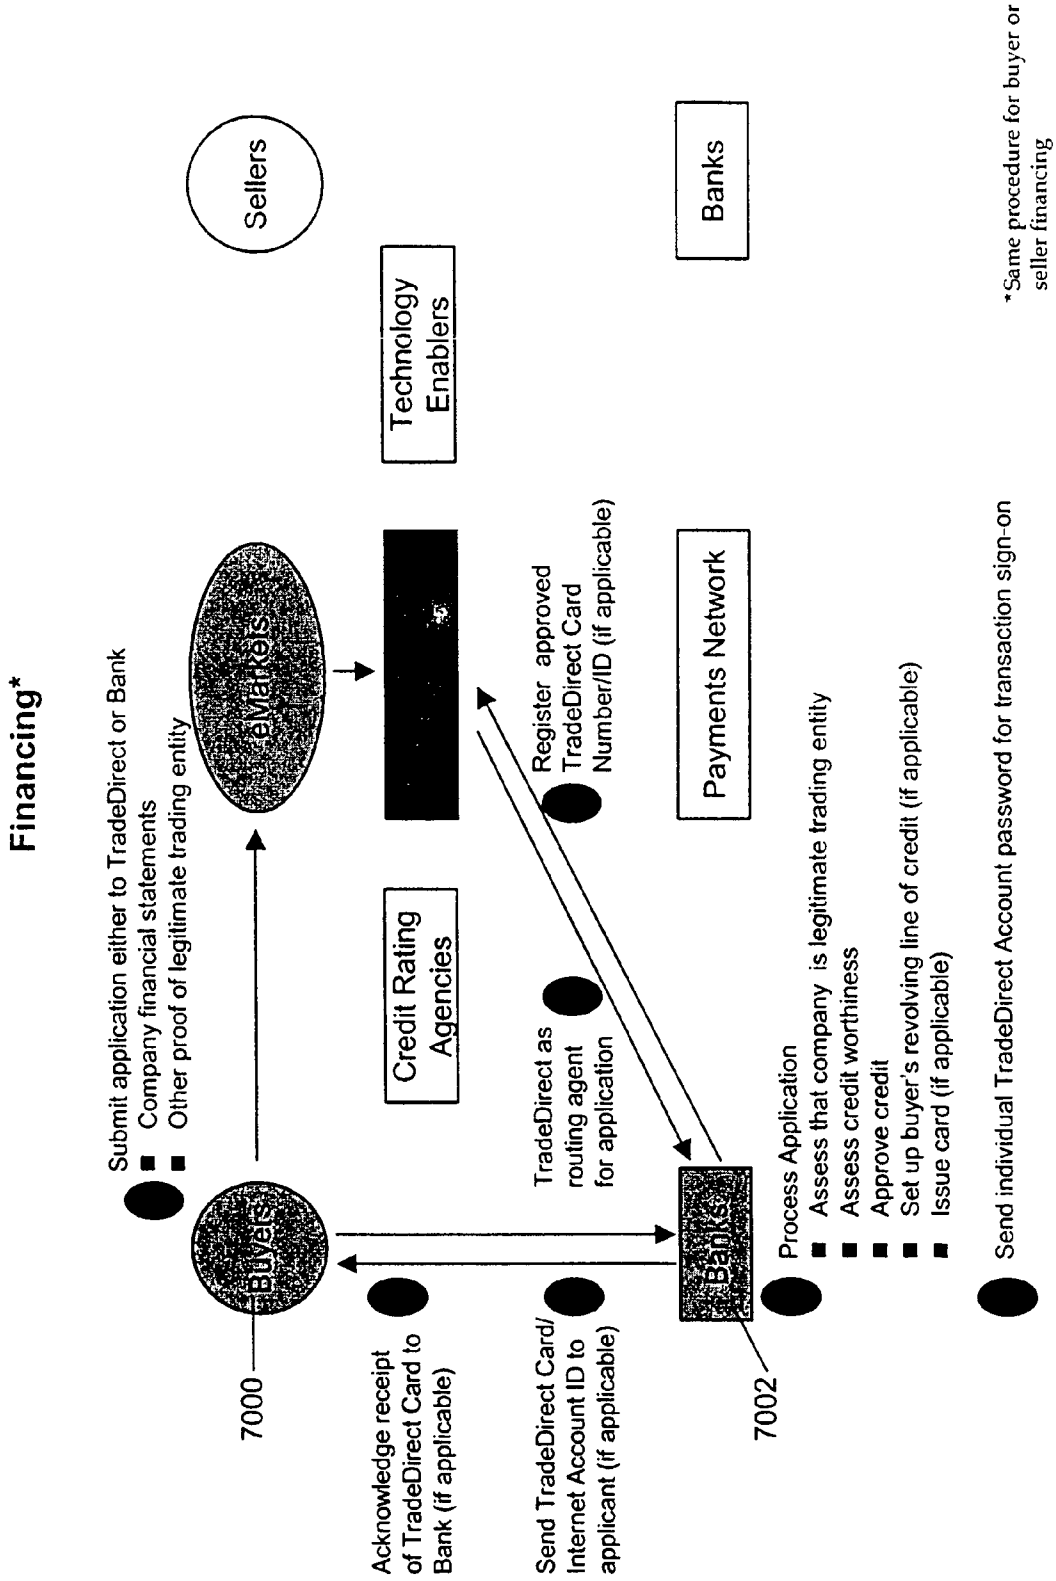 Financing*
Submit application either to TradeDirect or Bank
■ Company financial statements
■ Other proof of legitimate trading entity
7000
Buyers
eMarkets
Sellers
Acknowledge receipt
of TradeDirect Card to
Bank (if applicable)
Credit Rating
Agencies
Technology
Enablers
Send TradeDirect Card/
Internet Account ID to
applicant (if applicable)
TradeDirect as
routing agent
for application
Register approved
TradeDirect Card
Number/ID (if applicable)
7002
Banks
Payments Network
Banks
Process Application
■ Assess that company is legitimate trading entity
■ Assess credit worthiness
■ Approve credit
■ Set up buyer's revolving line of credit (if applicable)
■ Issue card (if applicable)
Send individual TradeDirect Account password for transaction sign-on
*Same procedure for buyer or
seller financing